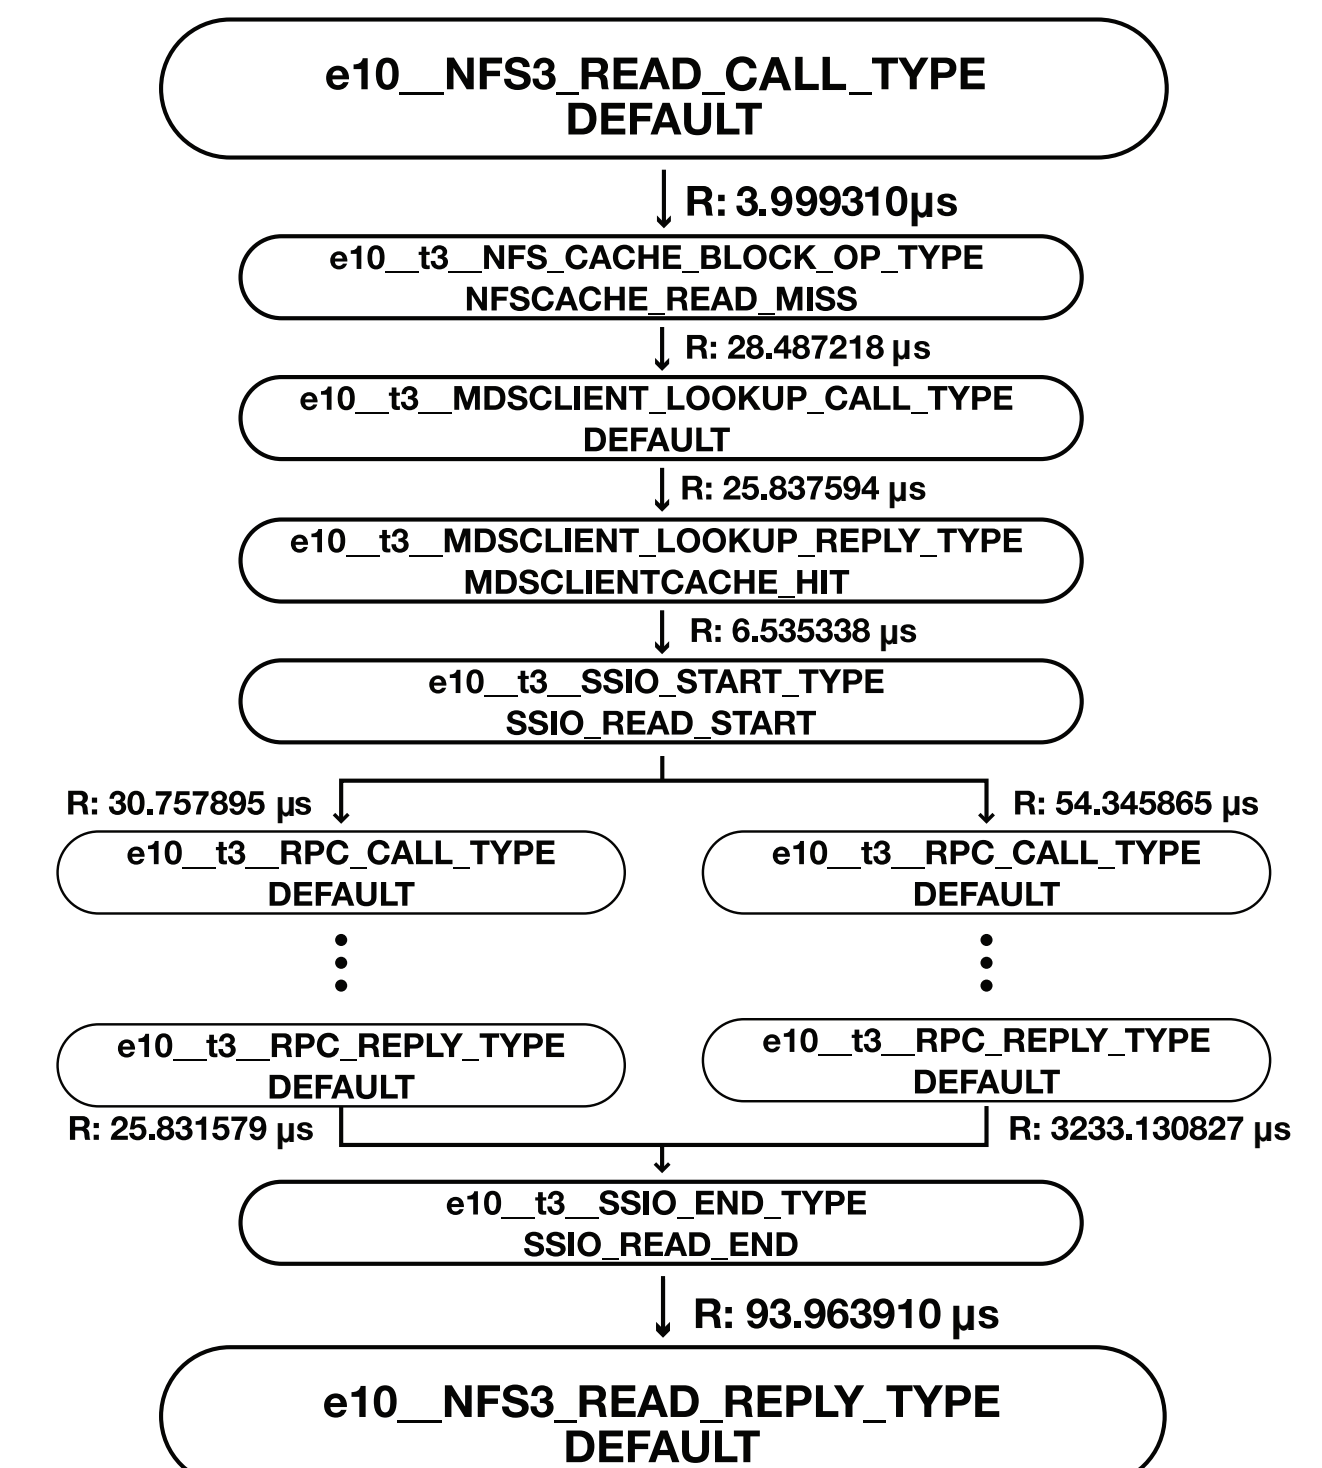 e10__NFS3_READ_CALL_TYPE
DEFAULT
R: 3.999310µs
e10__t3__NFS_CACHE_BLOCK_OP_TYPE
NFSCACHE_READ_MISS
R: 28.487218 µs
e10__t3__MDSCLIENT_LOOKUP_CALL_TYPE
DEFAULT
R: 25.837594 µs
e10__t3__MDSCLIENT_LOOKUP_REPLY_TYPE
MDSCLIENTCACHE_HIT
R: 6.535338 µs
e10__t3__SSIO_START_TYPE
SSIO_READ_START
R: 30.757895 µs
R: 54.345865 µs
e10__t3__RPC_CALL_TYPE
DEFAULT
e10__t3__RPC_CALL_TYPE
DEFAULT
e10__t3__RPC_REPLY_TYPE
DEFAULT
e10__t3__RPC_REPLY_TYPE
DEFAULT
R: 25.831579 µs
R: 3233.130827 µs
e10__t3__SSIO_END_TYPE
SSIO_READ_END
R: 93.963910 µs
e10__NFS3_READ_REPLY_TYPE
DEFAULT